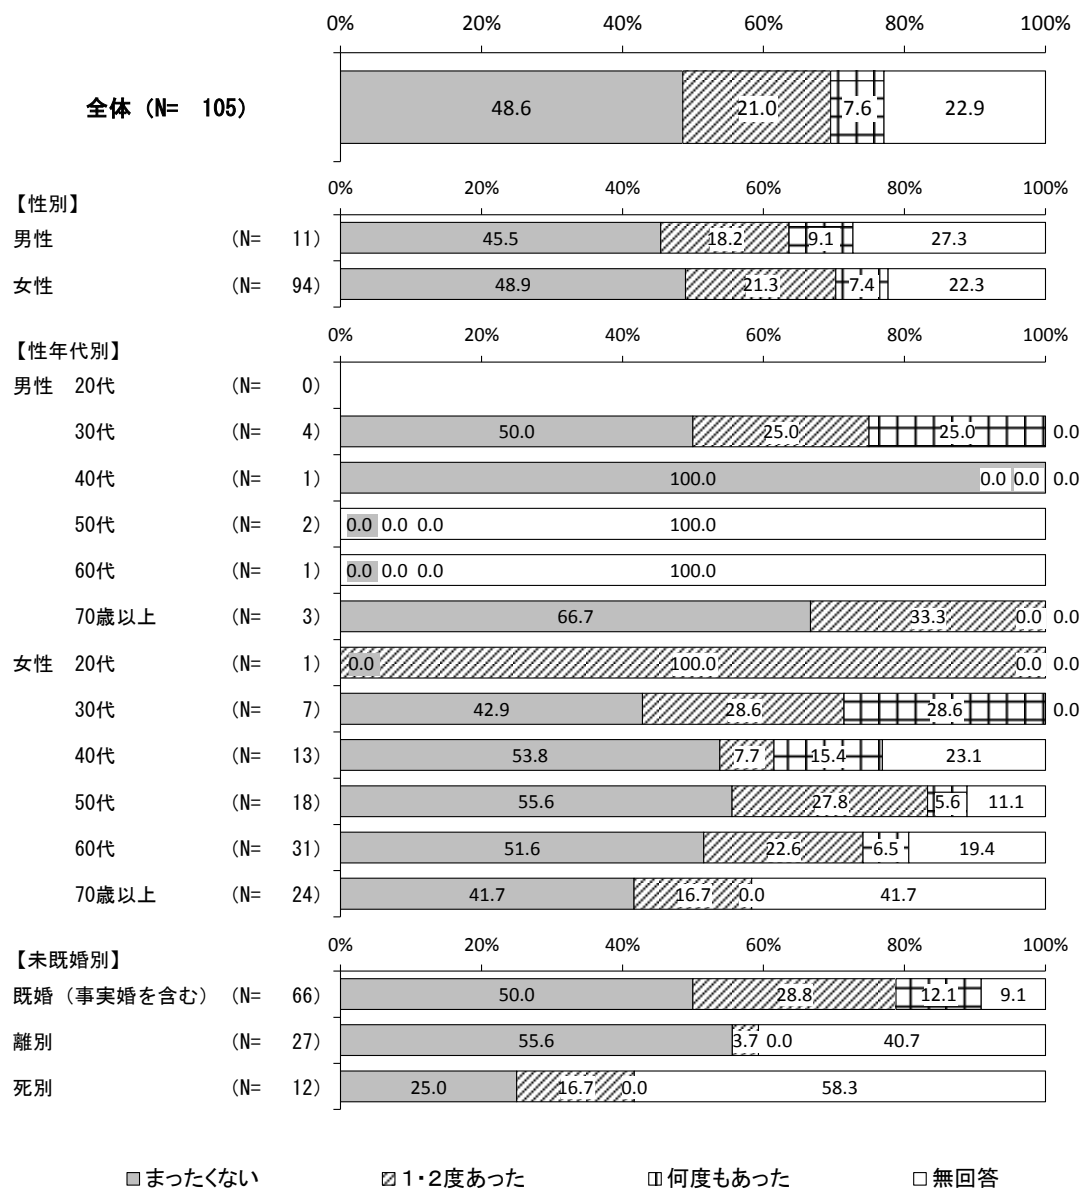 0% 20% 40% 60% 80% 100%
全体 (N= 105) 48.6 21.0 7.6 22.9
0% 20% 40% 60% 80% 100%
【性別】
男性 (N= 11) 45.5 18.2 9.1 27.3
女性 (N= 94) 48.9 21.3 7.4 22.3
0% 20% 40% 60% 80% 100%
【性年代別】
男性 20代 (N= 0)
30代 (N= 4) 50.0 25.0 25.0 0.0
40代 (N= 1) 100.0 0.0 0.0 0.0
50代 (N= 2) 0.0 0.0 0.0 100.0
60代 (N= 1) 0.0 0.0 0.0 100.0
70歳以上 (N= 3) 66.7 33.3 0.0 0.0
女性 20代 (N= 1) 0.0 100.0 0.0 0.0
30代 (N= 7) 42.9 28.6 28.6 0.0
40代 (N= 13) 53.8 7.7 15.4 23.1
50代 (N= 18) 55.6 27.8 5.6 11.1
60代 (N= 31) 51.6 22.6 6.5 19.4
70歳以上 (N= 24) 41.7 16.7 0.0 41.7
0% 20% 40% 60% 80% 100%
【未既婚別】
既婚（事実婚を含む） (N= 66) 50.0 28.8 12.1 9.1
離別 (N= 27) 55.6 3.7 0.0 40.7
死別 (N= 12) 25.0 16.7 0.0 58.3
まったくない 1・2度あった 何度もあった 無回答